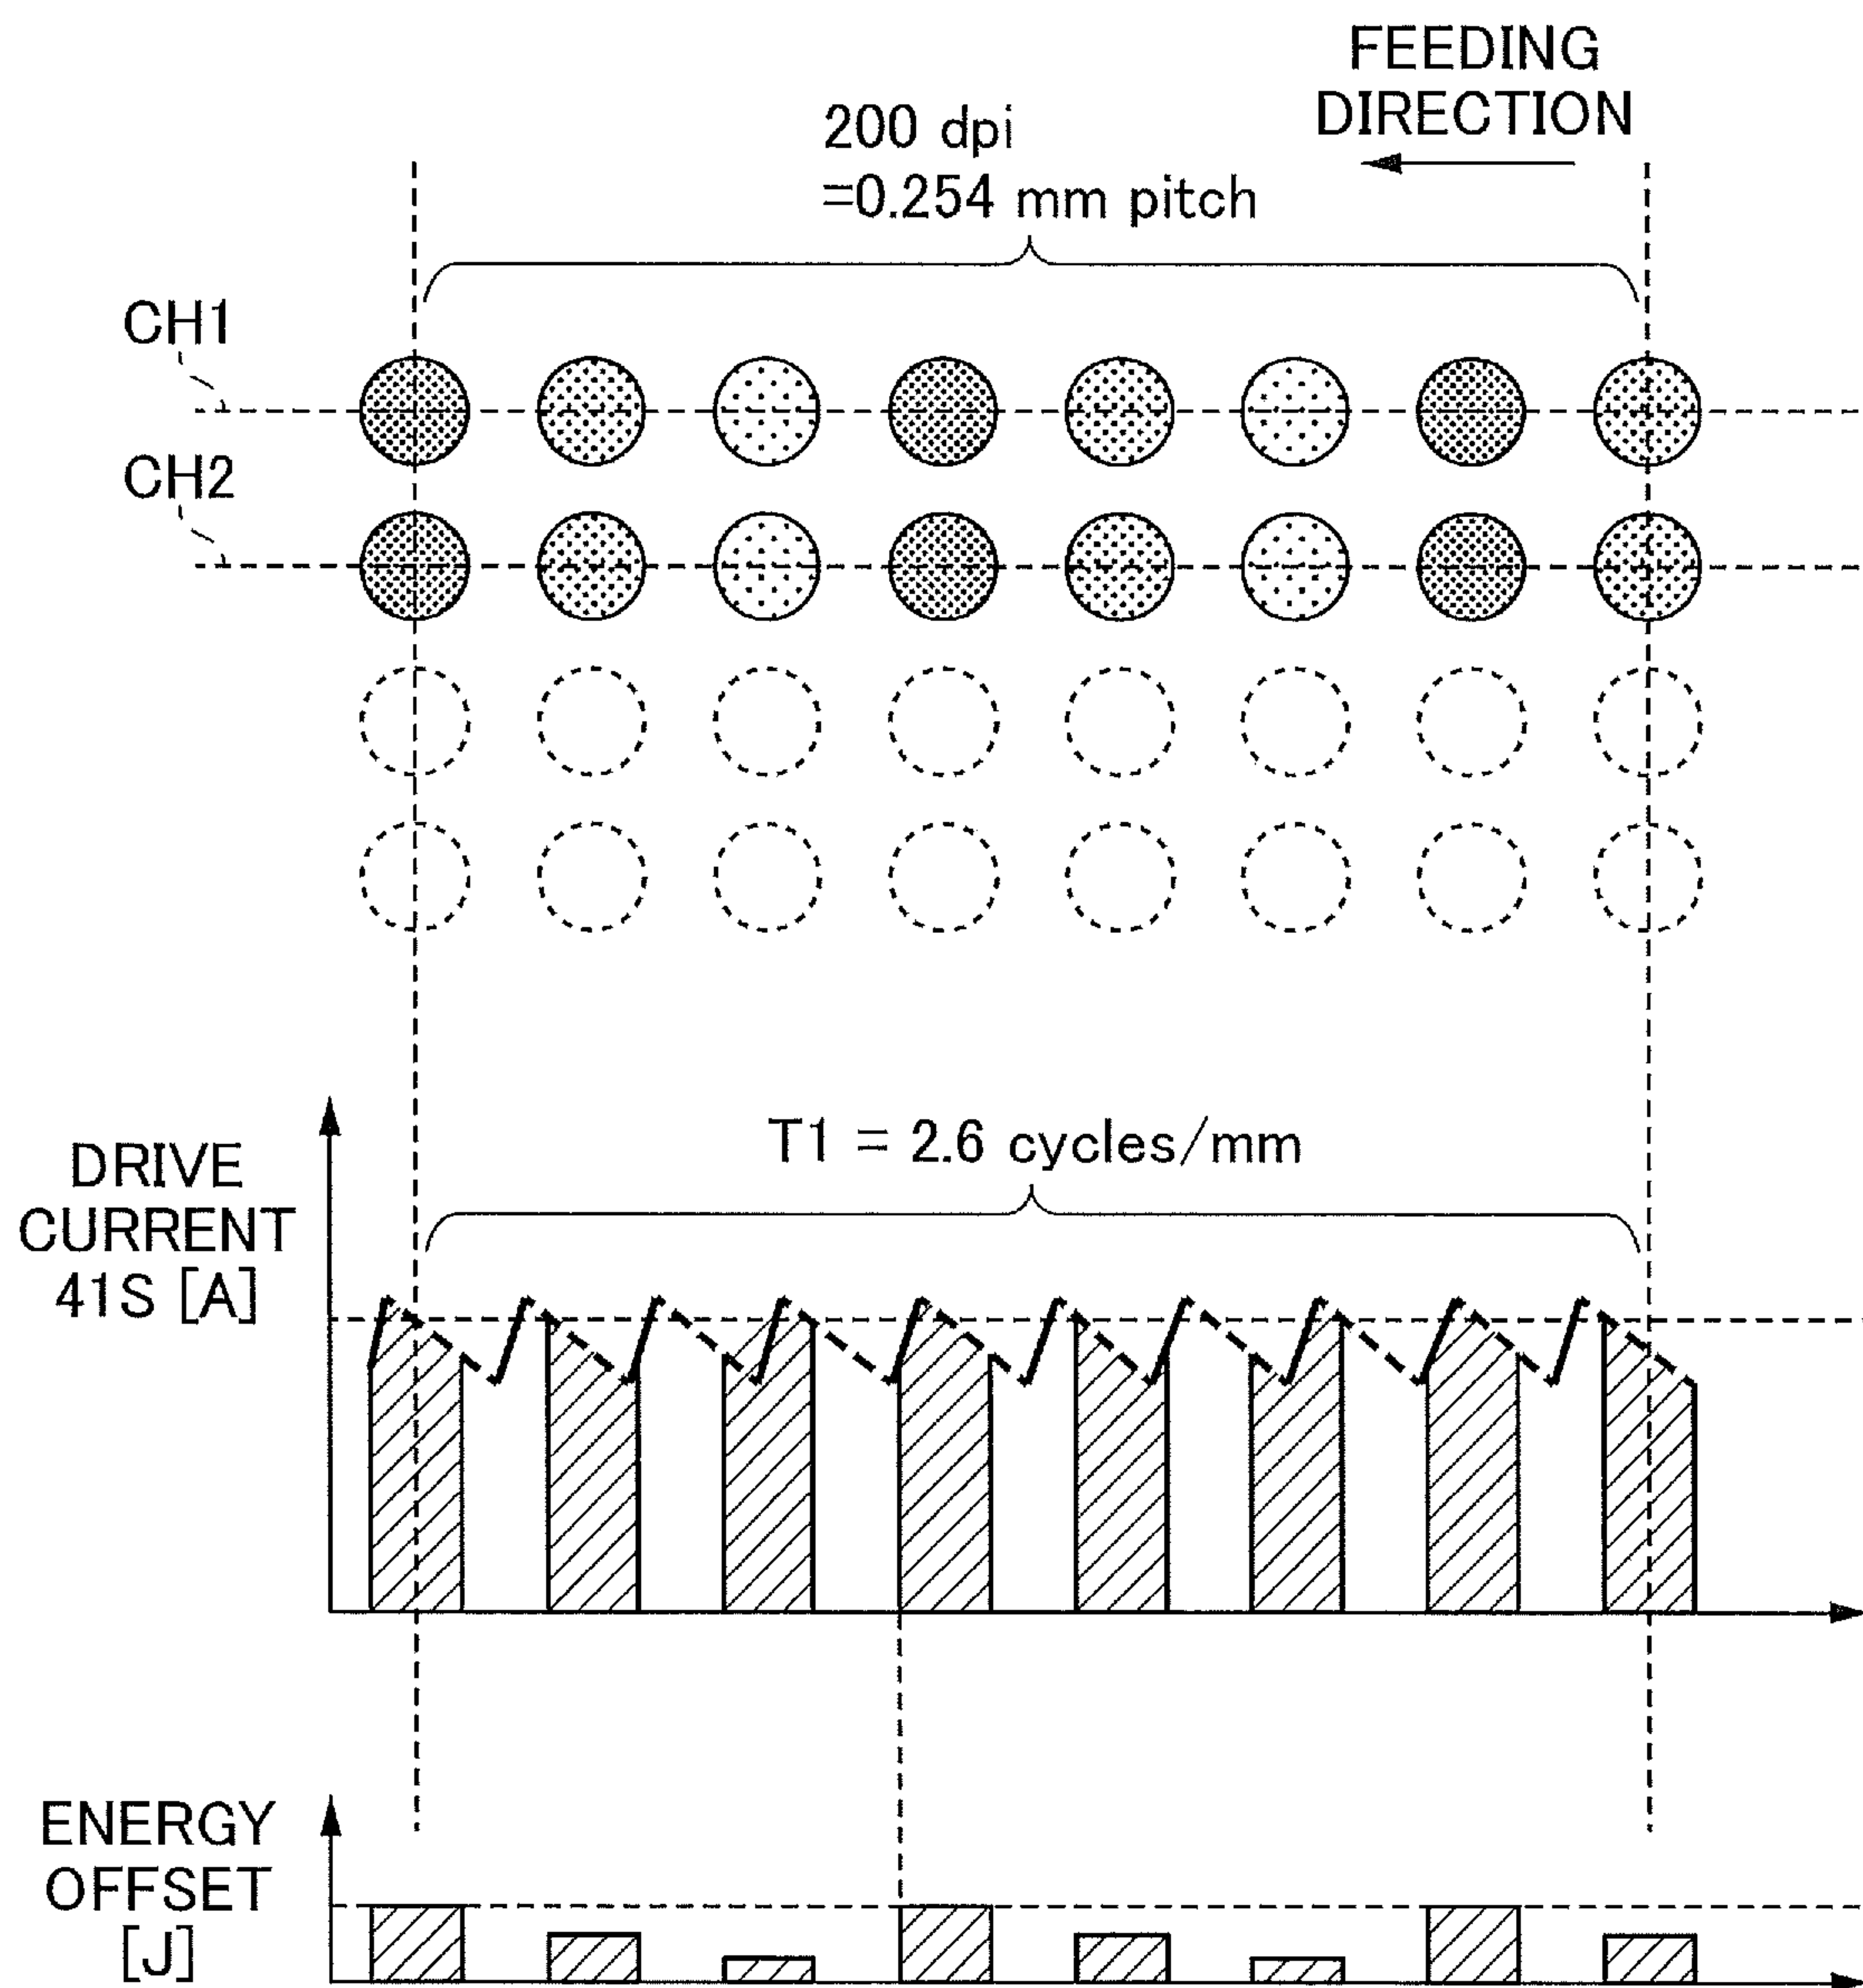 FEEDING
DIRECTION
200 dpi
=0.254 mm pitch
CH1
CH2
T1 = 2.6 cycles/mm
DRIVE
CURRENT
41S [A]
ENERGY
OFFSET
[J]